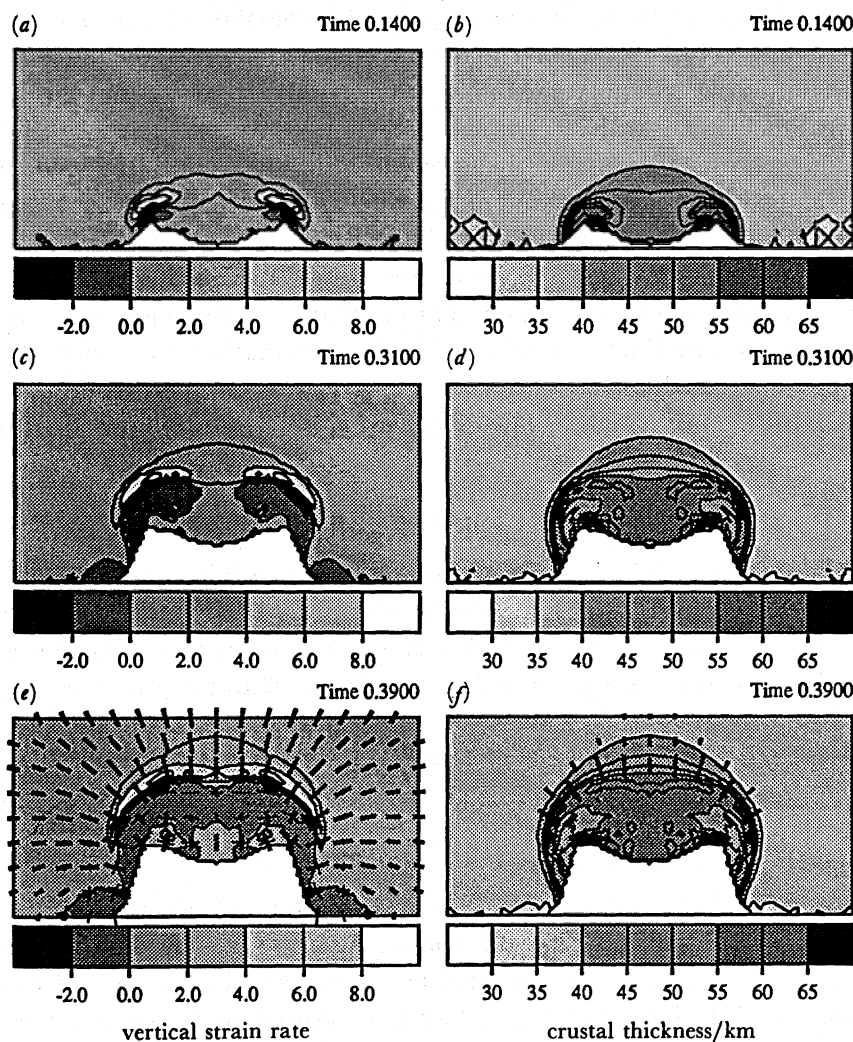 (a) Time 0.1400
(b) Time 0.1400
-2.0 0.0 2.0 4.0 6.0 8.0
30 35 40 45 50 55 60 65
(c) Time 0.3100
(d) Time 0.3100
-2.0 0.0 2.0 4.0 6.0 8.0
30 35 40 45 50 55 60 65
(e) Time 0.3900
(f) Time 0.3900
-2.0 0.0 2.0 4.0 6.0 8.0
30 35 40 45 50 55 60 65
vertical strain rate
crustal thickness/km